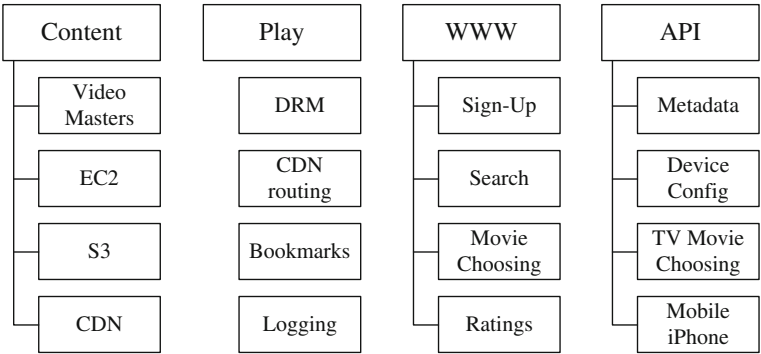 Content
Video
Masters
EC2
S3
CDN
Play
DRM
CDN
routing
Bookmarks
Logging
WWW
Sign-Up
Search
Movie
Choosing
Ratings
API
Metadata
Device
Config
TV Movie
Choosing
Mobile
iPhone